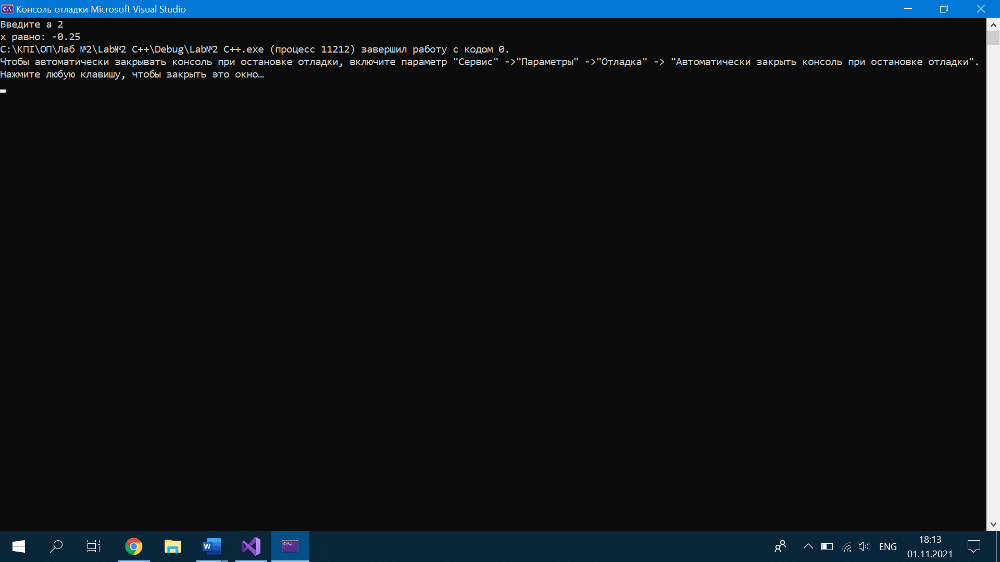 Консоль отладки Microsoft Visual Studio
Введите a 2
x равно: -0.25
C:\КПІ\ОП\Лаб №2\Lab№2 C++\Debug\Lab№2 C++.exe (процесс 11212) завершил работу с кодом 0.
Чтобы автоматически закрывать консоль при остановке отладки, включите параметр "Сервис" ->"Параметры" ->"Отладка" -> "Автоматически закрыть консоль при остановке отладки".
Нажмите любую клавишу, чтобы закрыть это окно…
ENG
18:13
01.11.2021